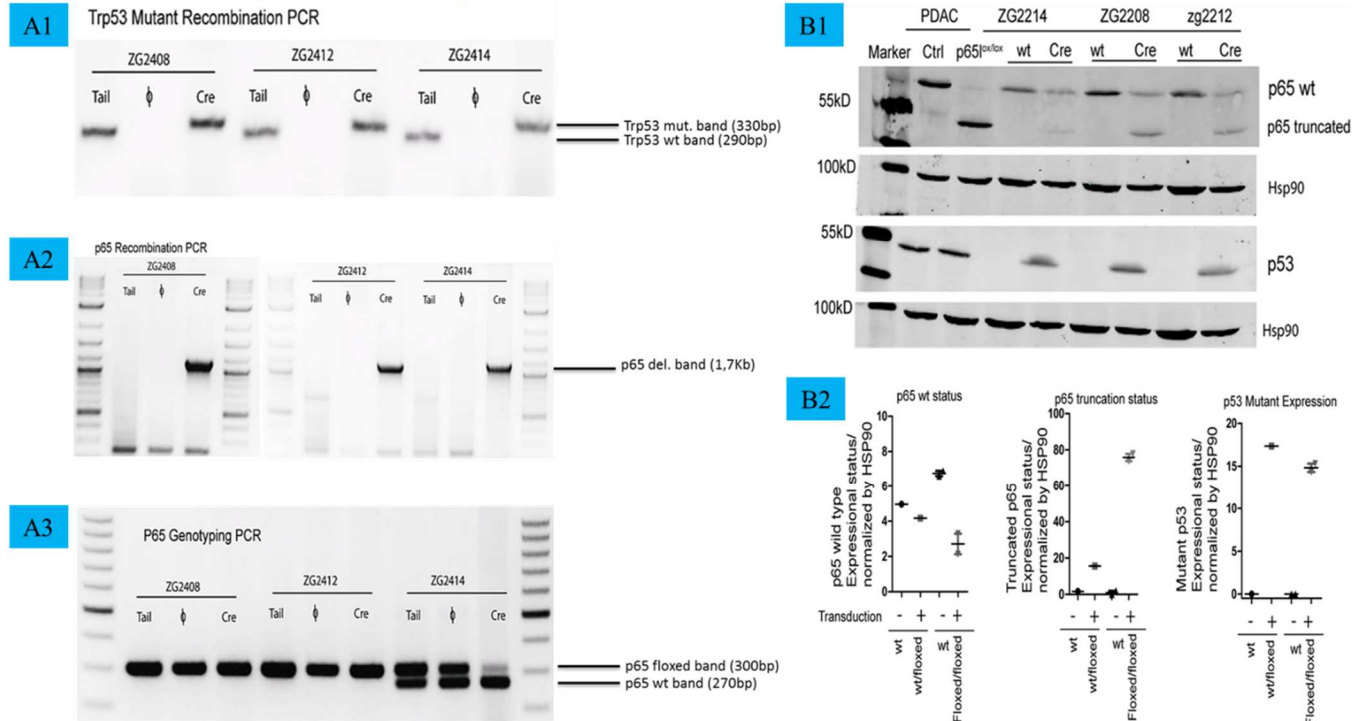 A1
Trp53 Mutant Recombination PCR
ZG2408 ZG2412 ZG2414
Tail ϕ Cre Tail ϕ Cre Tail ϕ Cre
Trp53 mut. band (330bp)
Trp53 wt band (290bp)
A2
p65 Recombination PCR
ZG2408 ZG2412 ZG2414
Tail ϕ Cre Tail ϕ Cre Tail ϕ Cre
p65 del. band (1,7Kb)
A3
P65 Genotyping PCR
ZG2408 ZG2412 ZG2414
Tail ϕ Cre Tail ϕ Cre Tail ϕ Cre
p65 floxed band (300bp)
p65 wt band (270bp)
B1
PDAC ZG2214 ZG2208 zg2212
Marker Ctrl p65lox/lox wt Cre wt Cre wt Cre
55kD
p65 wt
p65 truncated
100kD
Hsp90
55kD
p53
100kD
Hsp90
B2
p65 wt status
p65 wild type
Expressional status/
normalized by HSP90
10
8
6
4
2
0
Transduction - + - +
wt
wt/floxed
wt
Floxed/floxed
p65 truncation status
Truncated p65
Expressional status/
normalized by HSP90
100
80
60
40
20
0
- + - +
wt
wt/floxed
wt
Floxed/floxed
p53 Mutant Expression
Mutant p53
Expressional status/
normalized by HSP90
20
15
10
5
0
- + - +
wt
wt/floxed
wt
Floxed/floxed